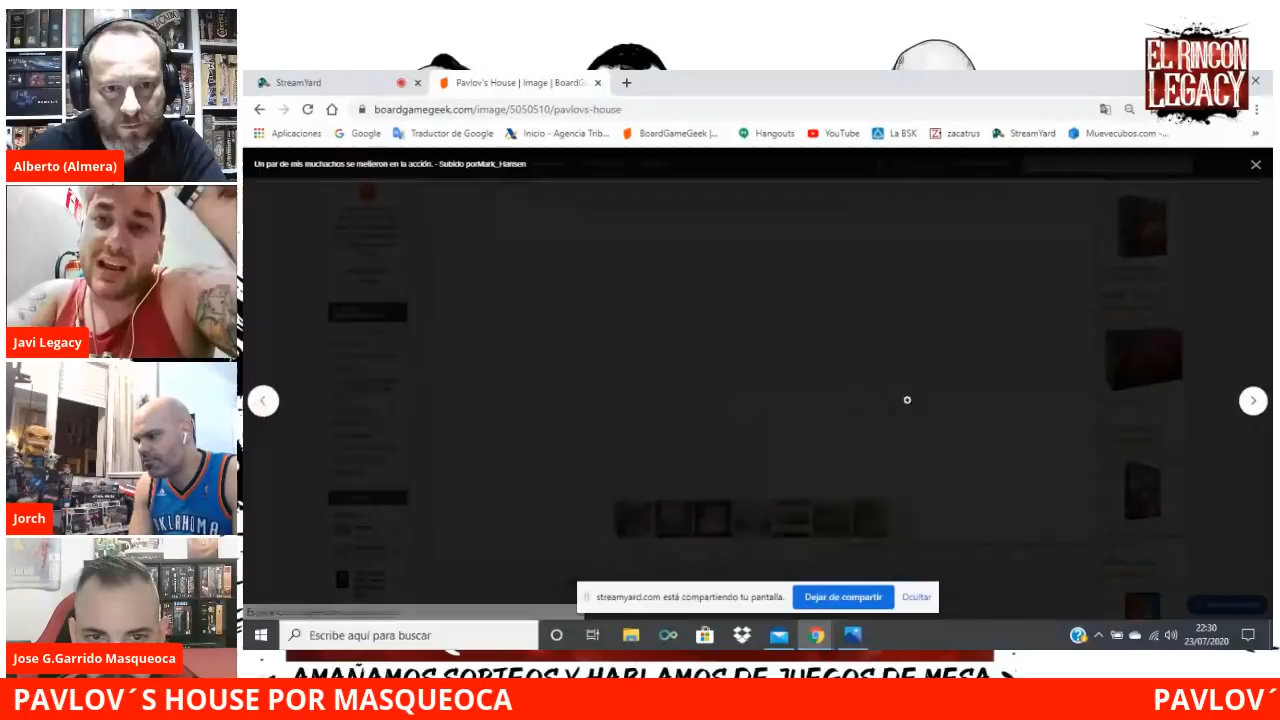 EL RINCON
LEGACY
Alberto (Almera)
Javi Legacy
Jorch
OKLAHOMA
Jose G.Garrido Masqueoca
StreamYard
Pavlov's House | Image | BoardG
boardgamegeek.com/image/5050510/pavlovs-house
Aplicaciones
Google
Traductor de Google
Inicio - Agencia Trib...
BoardGameGeek |...
Hangouts
YouTube
La BSK
zacatrus
StreamYard
Muevecubos.com -...
»
Un par de mis muchachos se metieron en la acción. - Subido porMark_Hansen
streamyard.com está compartiendo tu pantalla.
Dejar de compartir
Ocultar
Escribe aquí para buscar
22:30
23/07/2020
AMAÑAMOS SORTEOS Y HABLAMOS DE JUEGOS DE MESA
PAVLOV´S HOUSE POR MASQUEOCA
PAVLOV´